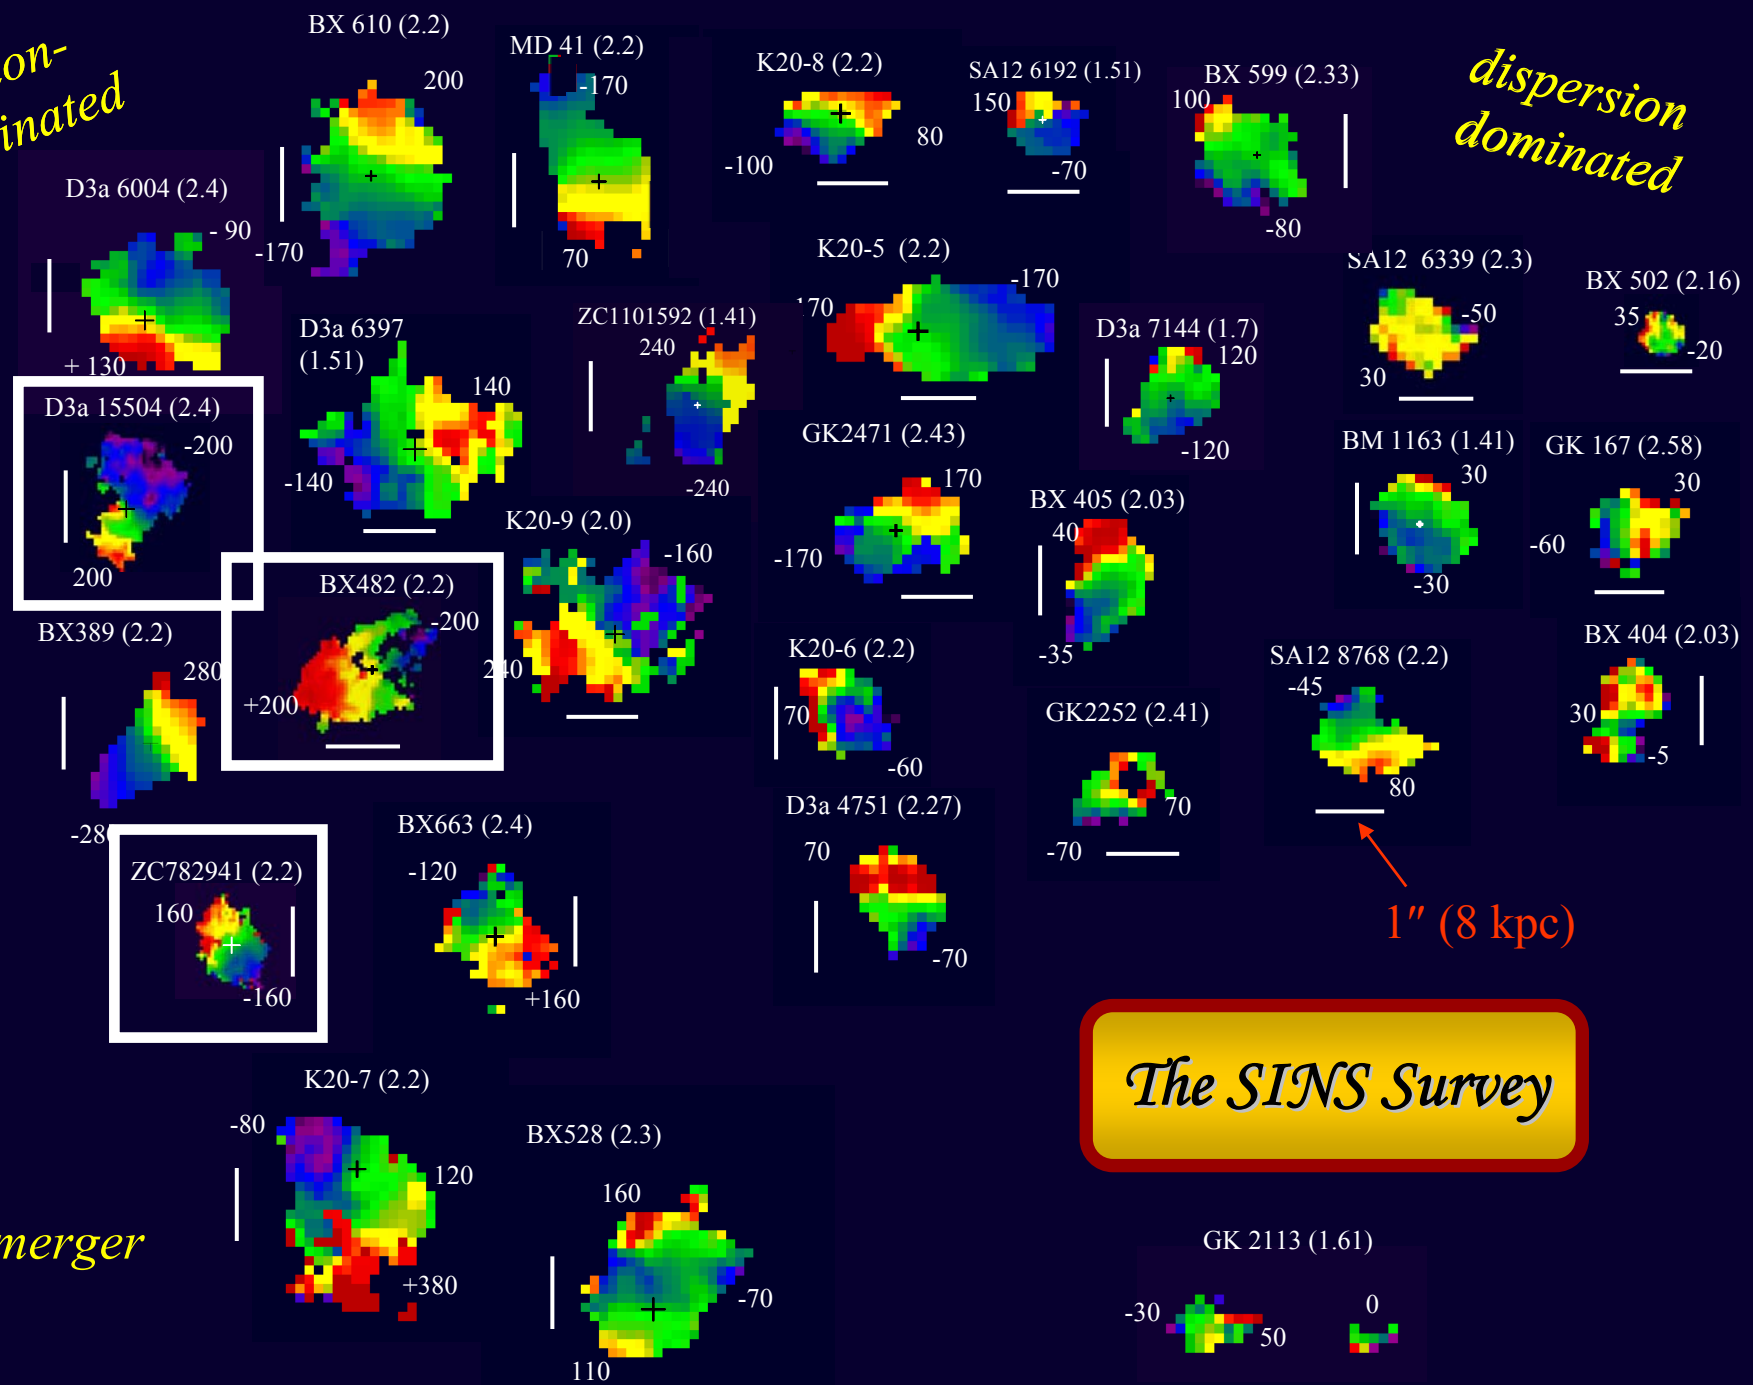 on-
inated
BX 610 (2.2)
200
-170
MD 41 (2.2)
-170
70
K20-8 (2.2)
80
-100
SA12 6192 (1.51)
150
-70
BX 599 (2.33)
100
-80
dispersion
dominated
D3a 6004 (2.4)
- 90
+ 130
K20-5 (2.2)
-170
170
SA12 6339 (2.3)
-50
30
BX 502 (2.16)
35
-20
D3a 6397
(1.51)
140
-140
ZC1101592 (1.41)
240
-240
D3a 7144 (1.7)
120
-120
D3a 15504 (2.4)
-200
200
GK2471 (2.43)
170
-170
BM 1163 (1.41)
30
-30
GK 167 (2.58)
30
-60
BX 405 (2.03)
40
-35
K20-9 (2.0)
-160
240
BX482 (2.2)
-200
+200
BX389 (2.2)
280
-280
K20-6 (2.2)
70
-60
SA12 8768 (2.2)
-45
80
BX 404 (2.03)
30
-5
GK2252 (2.41)
70
-70
D3a 4751 (2.27)
70
-70
BX663 (2.4)
-120
+160
ZC782941 (2.2)
160
-160
1″ (8 kpc)
The SINS Survey
K20-7 (2.2)
-80
120
+380
BX528 (2.3)
160
-70
110
merger
GK 2113 (1.61)
-30
50
0